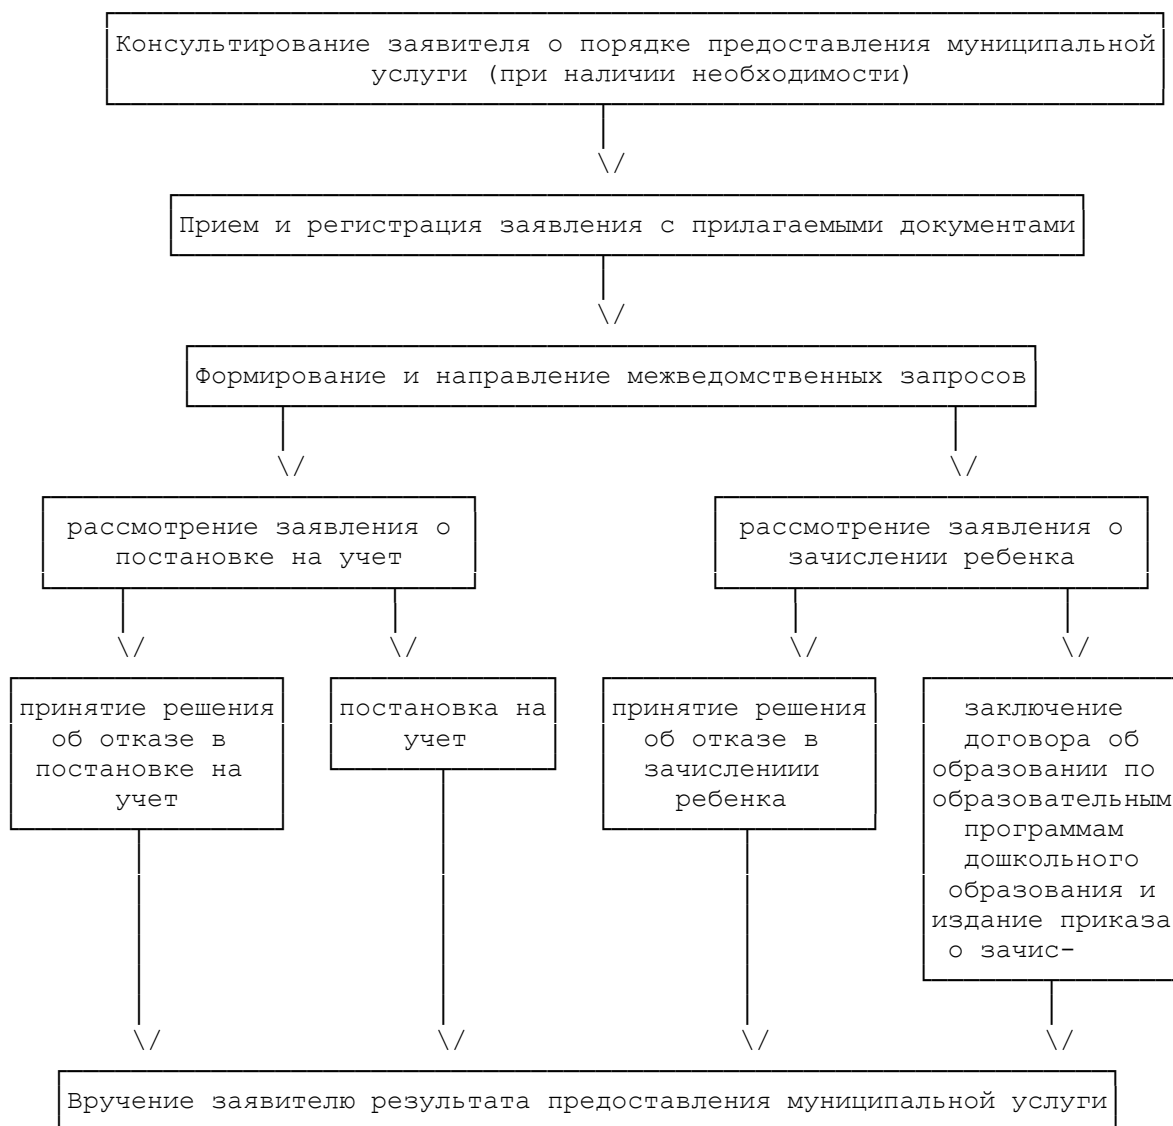 Консультирование заявителя о порядке предоставления муниципальной
услуги (при наличии необходимости)
Прием и регистрация заявления с прилагаемыми документами
Формирование и направление межведомственных запросов
рассмотрение заявления о
постановке на учет
рассмотрение заявления о
зачислении ребенка
принятие решения
об отказе в
постановке на
учет
постановка на
учет
принятие решения
об отказе в
зачислениии
ребенка
заключение
договора об
образовании по
образовательным
программам
дошкольного
образования и
издание приказа
о зачис-
Вручение заявителю результата предоставления муниципальной услуги